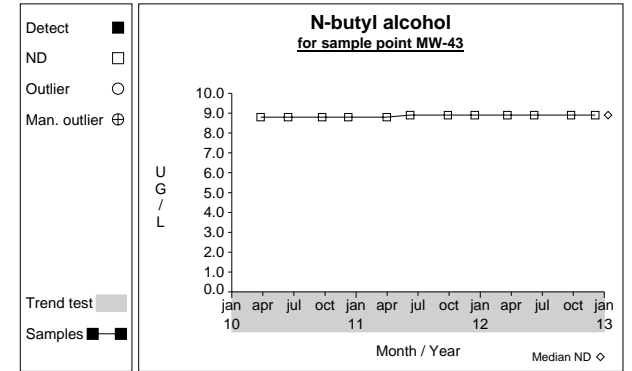 Detect
ND
Outlier
Man. outlier
Trend test
Samples
N-butyl alcohol
for sample point MW-43
10.0
9.0
8.0
7.0
6.0
5.0
4.0
3.0
2.0
1.0
0.0
U
G
/
L
jan apr jul oct jan apr jul oct jan apr jul oct jan
10 11 12 13
Month / Year
Median ND